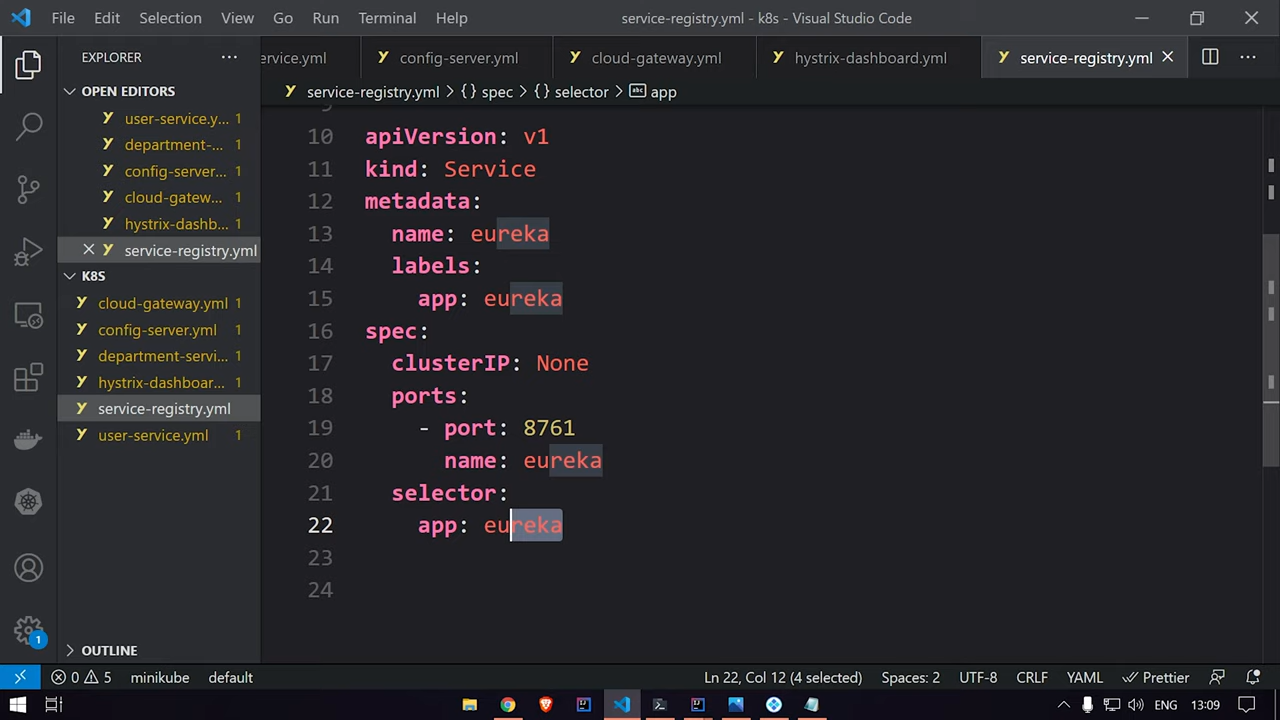 File Edit Selection View Go Run Terminal Help service-registry.yml - k8s - Visual Studio Code
EXPLORER
ervice.yml config-server.yml cloud-gateway.yml hystrix-dashboard.yml service-registry.yml
OPEN EDITORS
service-registry.yml > {} spec > {} selector > abc app
user-service.y... 1
department-... 1
config-server... 1
cloud-gatew... 1
hystrix-dashb... 1
service-registry.yml
K8S
cloud-gateway.yml 1
config-server.yml 1
department-servi... 1
hystrix-dashboar... 1
service-registry.yml
user-service.yml 1
OUTLINE
9
10 apiVersion: v1
11 kind: Service
12 metadata:
13 name: eureka
14 labels:
15 app: eureka
16 spec:
17 clusterIP: None
18 ports:
19 - port: 8761
20 name: eureka
21 selector:
22 app: eureka
23
24
1
0 5 minikube default Ln 22, Col 12 (4 selected) Spaces: 2 UTF-8 CRLF YAML Prettier
ENG 13:09